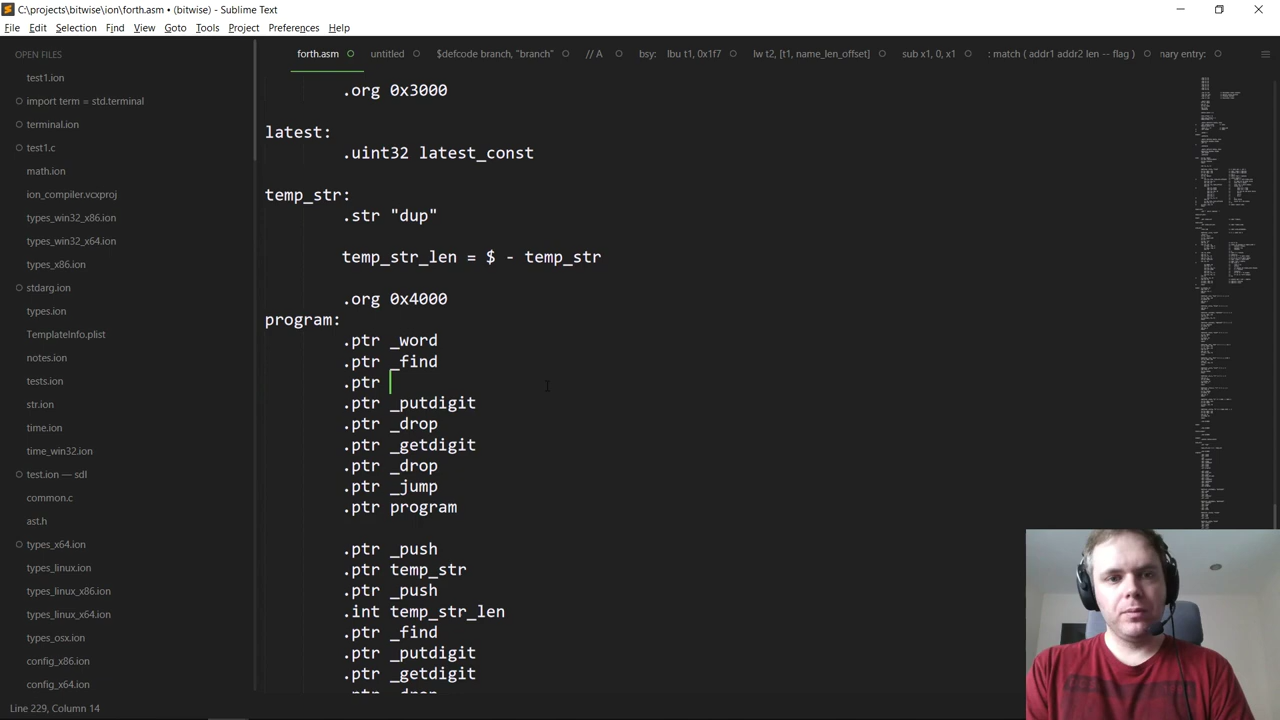 C:\projects\bitwise\ion\forth.asm • (bitwise) - Sublime Text
File Edit Selection Find View Goto Tools Project Preferences Help
OPEN FILES
test1.ion
import term = std.terminal
terminal.ion
test1.c
math.ion
ion_compiler.vcxproj
types_win32_x86.ion
types_win32_x64.ion
types_x86.ion
stdarg.ion
types.ion
TemplateInfo.plist
notes.ion
tests.ion
str.ion
time.ion
time_win32.ion
test.ion — sdl
common.c
ast.h
types_x64.ion
types_linux.ion
types_linux_x86.ion
types_linux_x64.ion
types_osx.ion
config_x86.ion
config_x64.ion
forth.asm untitled $defcode branch, "branch" // A bsy: lbu t1, 0x1f7 lw t2, [t1, name_len_offset] sub x1, 0, x1 : match ( addr1 addr2 len -- flag ) nary entry:
.org 0x3000
latest:
.uint32 latest_const
temp_str:
.str "dup"
temp_str_len = $ - temp_str
.org 0x4000
program:
.ptr _word
.ptr _find
.ptr
.ptr _putdigit
.ptr _drop
.ptr _getdigit
.ptr _drop
.ptr _jump
.ptr program
.ptr _push
.ptr temp_str
.ptr _push
.int temp_str_len
.ptr _find
.ptr _putdigit
.ptr _getdigit
.ptr _drop
Line 229, Column 14